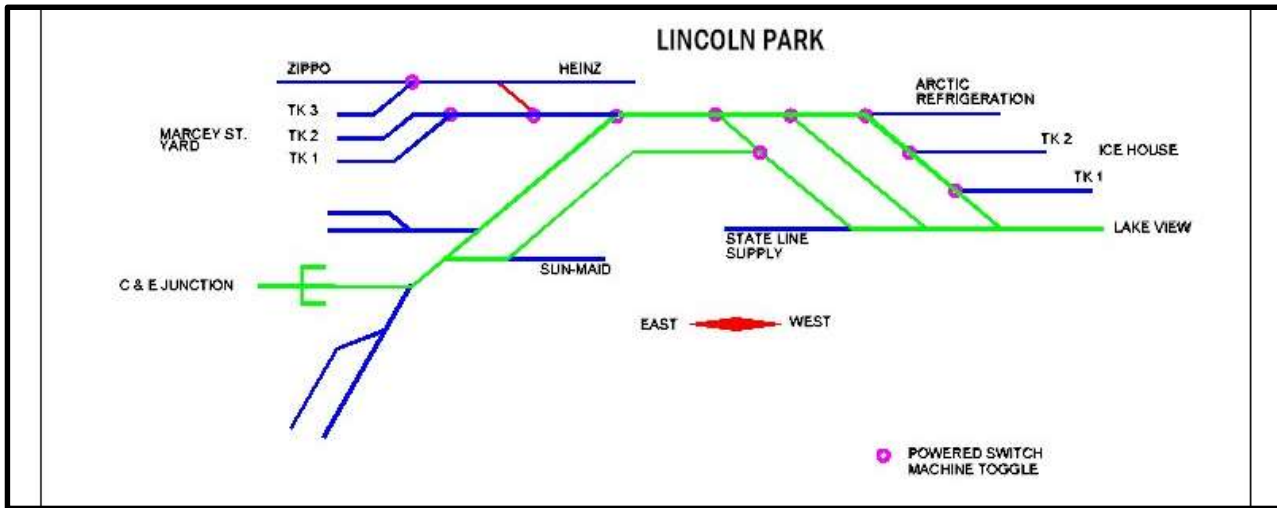 LINCOLN PARK
ZIPPO
HEINZ
ARCTIC
REFRIGERATION
TK 3
MARCEY ST.
YARD
TK 2
TK 1
TK 2
ICE HOUSE
TK 1
LAKE VIEW
STATE LINE
SUPPLY
SUN-MAID
C & E JUNCTION
EAST
WEST
POWERED SWITCH
MACHINE TOGGLE